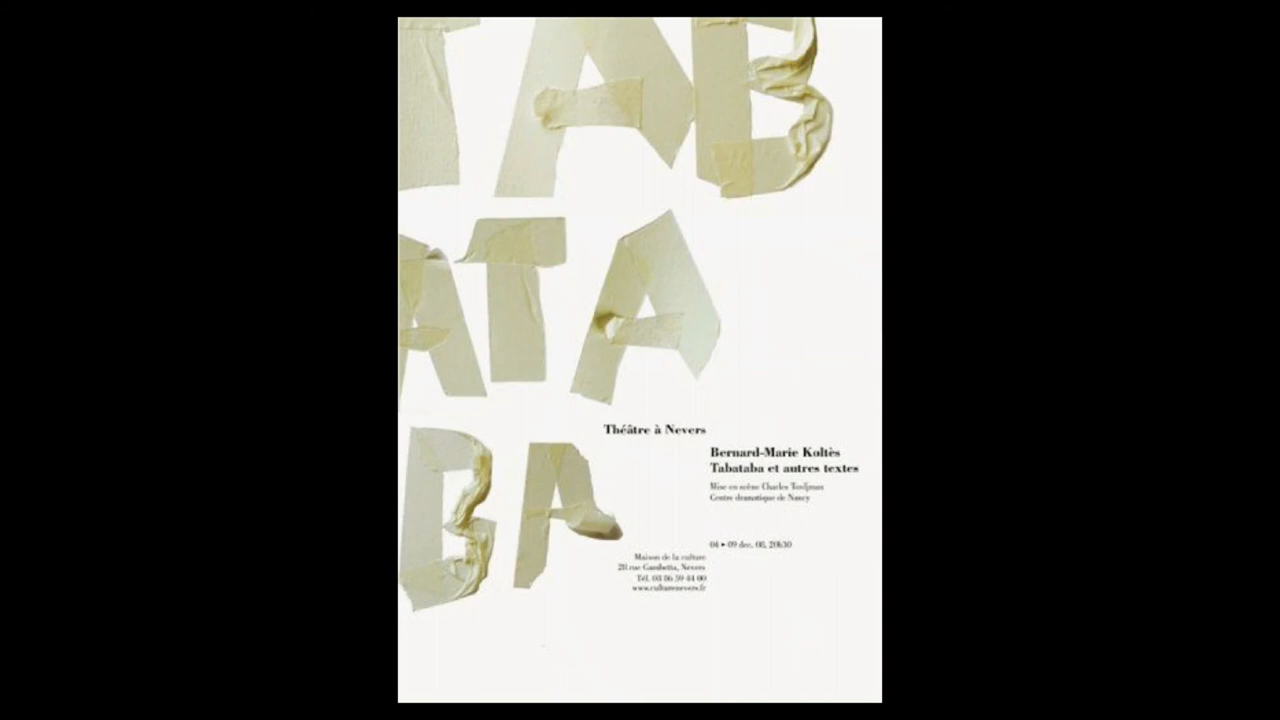 TAB
ATA
BA
Théâtre à Nevers
Bernard-Marie Koltès
Tabataba et autres textes
Mise en scène Charles Tordjman
Centre dramatique de Nancy
04 ▸ 09 dec. 08, 20h30
Maison de la culture
28 rue Gambetta, Nevers
Tél. 03 86 59 44 00
www.culturenevers.fr